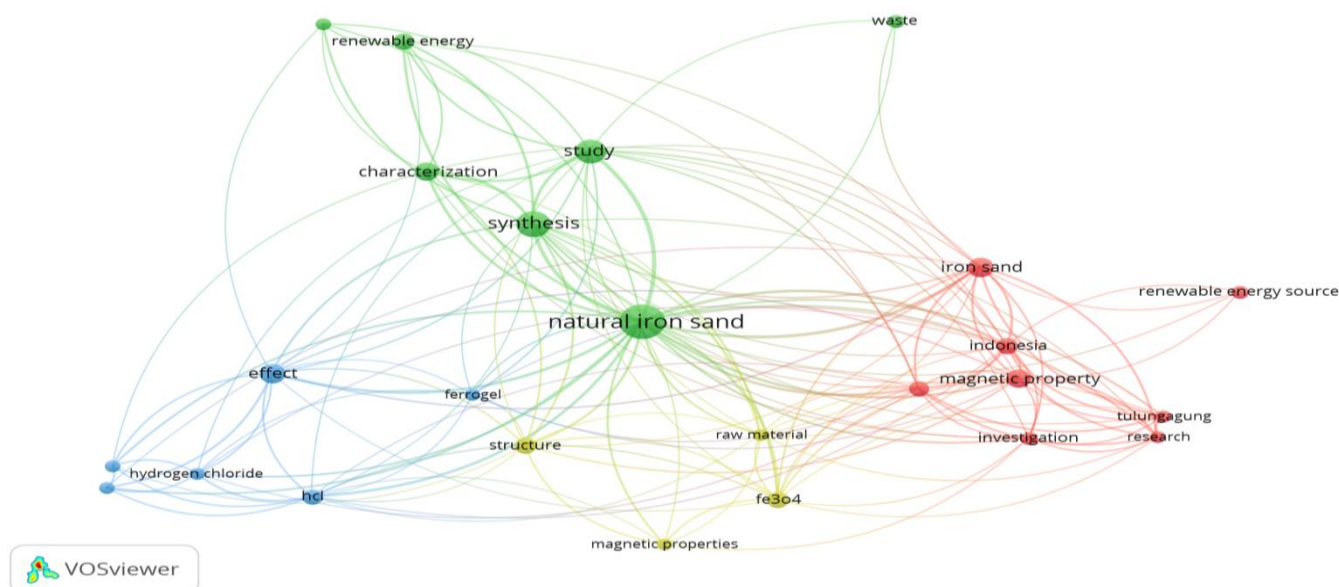 waste
renewable energy
study
characterization
synthesis
iron sand
renewable energy source
natural iron sand
indonesia
effect
magnetic property
ferrogel
tulungagung
raw material
research
structure
investigation
hydrogen chloride
hcl
fe3o4
magnetic properties
VOSviewer